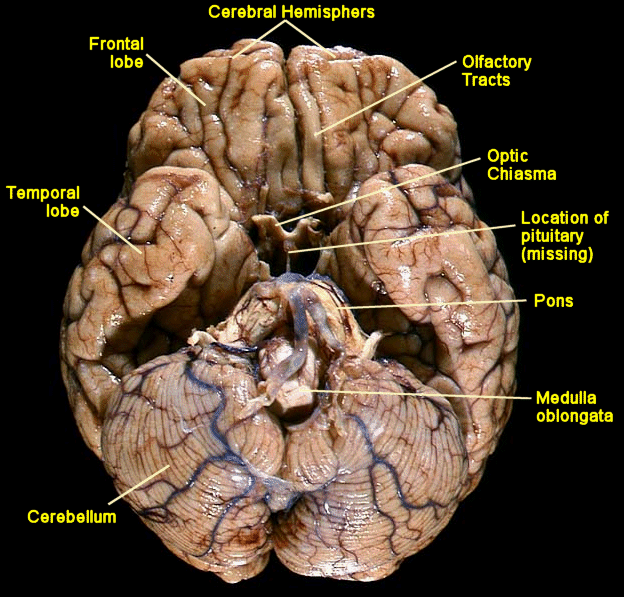 Cerebral Hemisphers
Frontal
lobe
Olfactory
Tracts
Optic
Chiasma
Temporal
lobe
Location of
pituitary
(missing)
Pons
Medulla
oblongata
Cerebellum